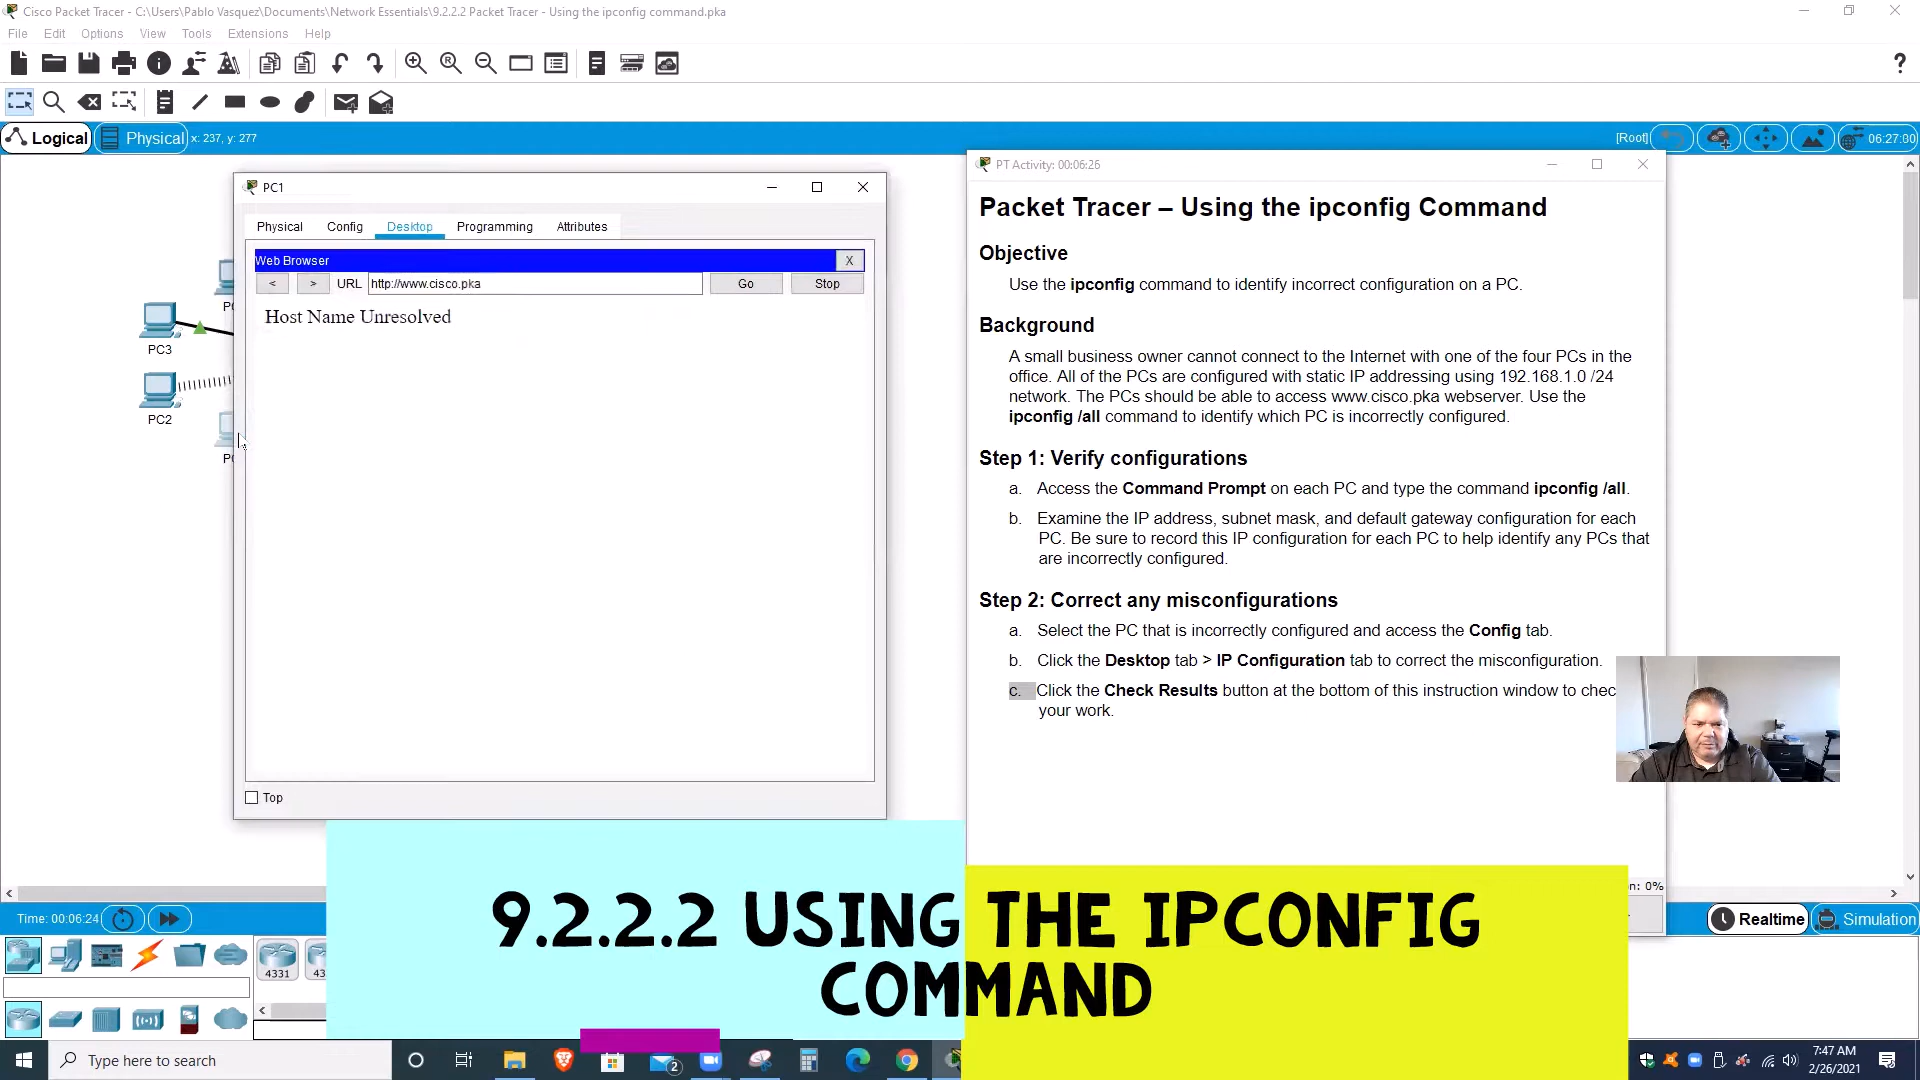 Cisco Packet Tracer - C:\Users\Pablo Vasquez\Documents\Network Essentials\9.2.2.2 Packet Tracer - Using the ipconfig command.pka
File Edit Options View Tools Extensions Help
Logical Physical x: 237, y: 277 [Root] 06:27:00
PC1
Physical Config Desktop Programming Attributes
Web Browser X
< > URL http://www.cisco.pka Go Stop
Host Name Unresolved
PC3
PC2
Top
PT Activity: 00:06:26
Packet Tracer – Using the ipconfig Command
Objective
Use the ipconfig command to identify incorrect configuration on a PC.
Background
A small business owner cannot connect to the Internet with one of the four PCs in the
office. All of the PCs are configured with static IP addressing using 192.168.1.0 /24
network. The PCs should be able to access www.cisco.pka webserver. Use the
ipconfig /all command to identify which PC is incorrectly configured.
Step 1: Verify configurations
a. Access the Command Prompt on each PC and type the command ipconfig /all.
b. Examine the IP address, subnet mask, and default gateway configuration for each
PC. Be sure to record this IP configuration for each PC to help identify any PCs that
are incorrectly configured.
Step 2: Correct any misconfigurations
a. Select the PC that is incorrectly configured and access the Config tab.
b. Click the Desktop tab > IP Configuration tab to correct the misconfiguration.
c. Click the Check Results button at the bottom of this instruction window to chec
your work.
n: 0%
Time: 00:06:24 Realtime Simulation
4331 43
9.2.2.2 USING THE IPCONFIG
COMMAND
Type here to search
2
7:47 AM
2/26/2021